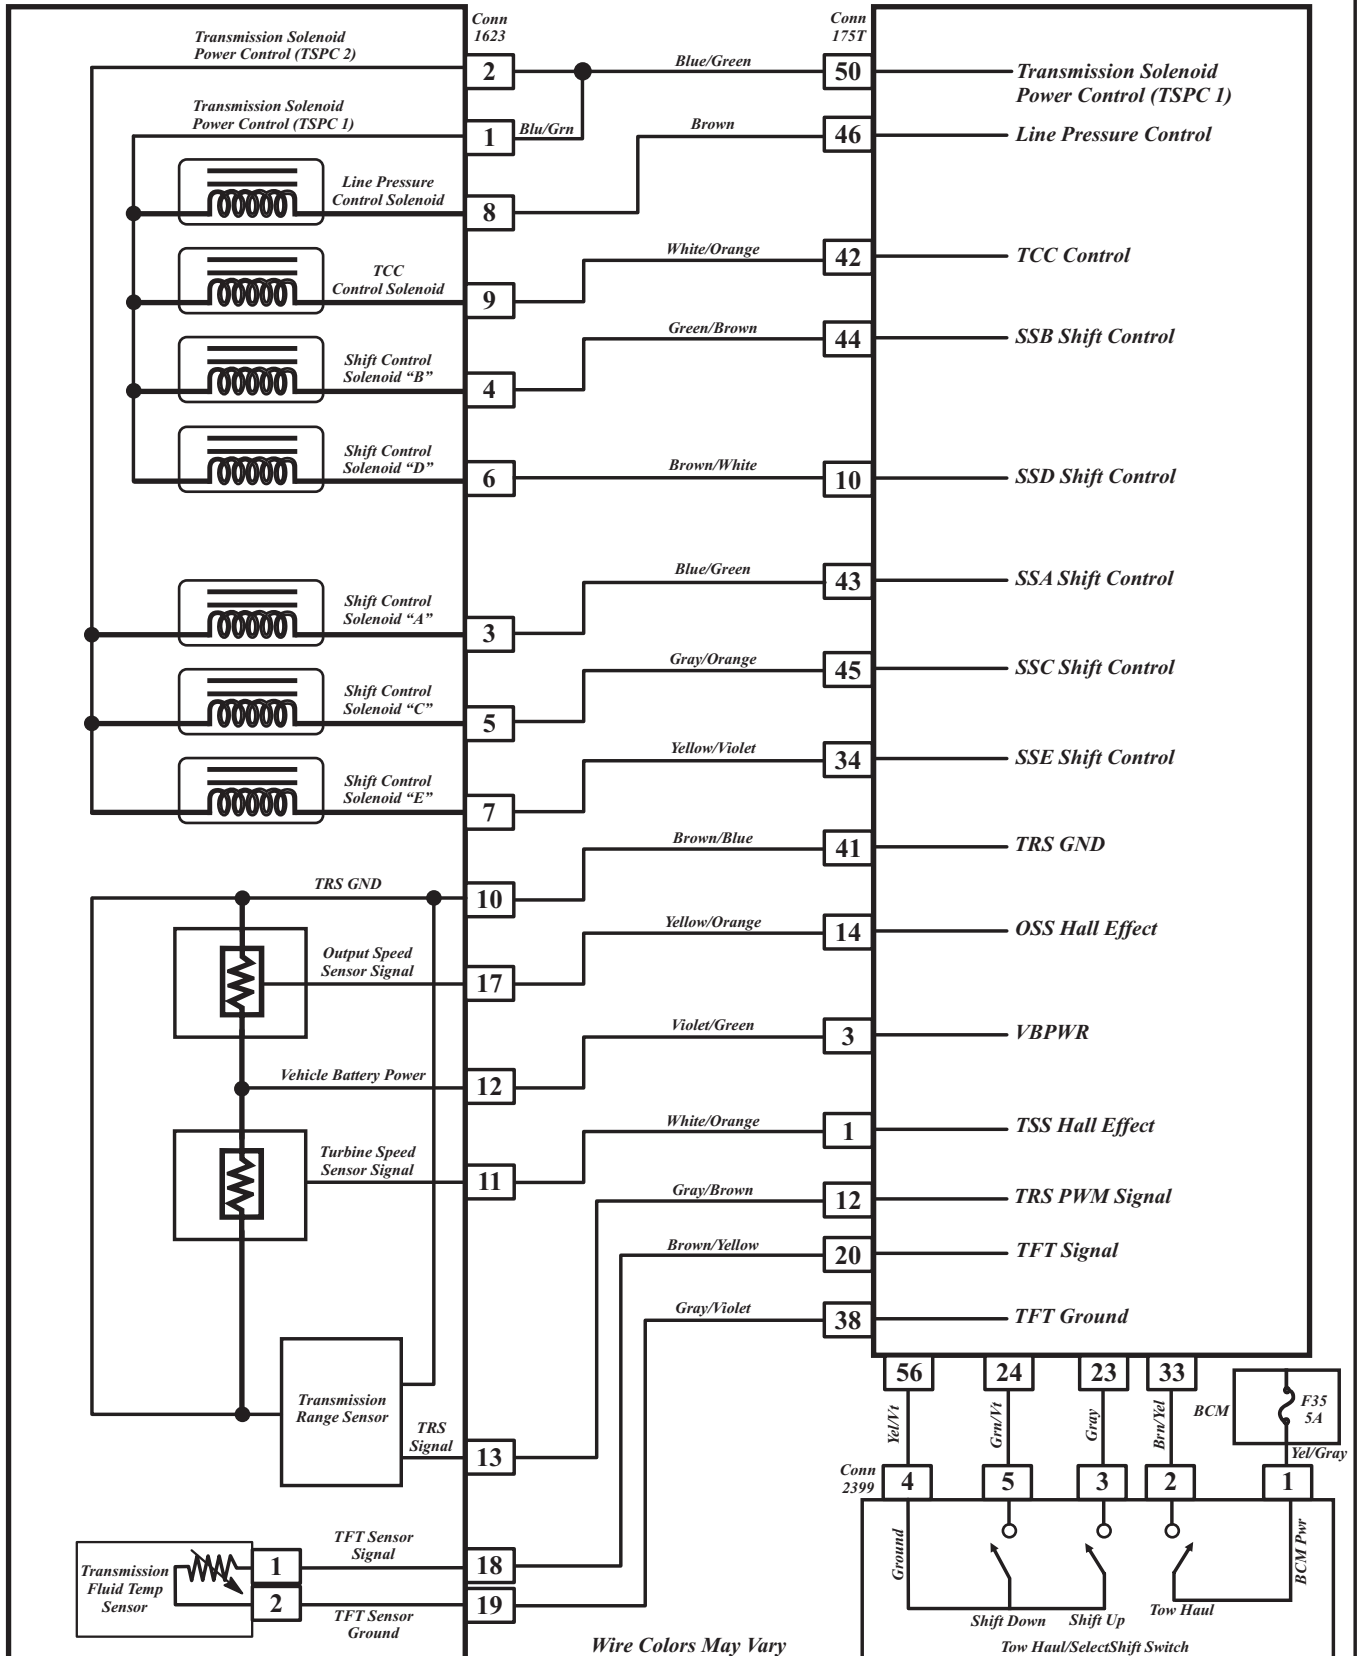 Conn
1623
Conn
175T
Transmission Solenoid
Power Control (TSPC 2)
2
Blue/Green
50
Transmission Solenoid
Power Control (TSPC 1)
Transmission Solenoid
Power Control (TSPC 1)
1
Blu/Grn
Brown
46
Line Pressure Control
Line Pressure
Control Solenoid
8
White/Orange
42
TCC Control
TCC
Control Solenoid
9
Green/Brown
44
SSB Shift Control
Shift Control
Solenoid “B”
4
Shift Control
Solenoid “D”
6
Brown/White
10
SSD Shift Control
Blue/Green
43
SSA Shift Control
Shift Control
Solenoid “A”
3
Gray/Orange
45
SSC Shift Control
Shift Control
Solenoid “C”
5
Yellow/Violet
34
SSE Shift Control
Shift Control
Solenoid “E”
7
Brown/Blue
41
TRS GND
TRS GND
10
Yellow/Orange
14
OSS Hall Effect
Output Speed
Sensor Signal
17
Violet/Green
3
VBPWR
Vehicle Battery Power
12
White/Orange
1
TSS Hall Effect
Turbine Speed
Sensor Signal
11
Gray/Brown
12
TRS PWM Signal
Brown/Yellow
20
TFT Signal
Gray/Violet
38
TFT Ground
Transmission
Range Sensor
TRS
Signal
13
56
24
23
33
BCM
F35
5A
Yel/Vt
Grn/Vt
Gray
Brn/Yel
Yel/Gray
Conn
2399
4
5
3
2
1
Ground
BCM Pwr
Shift Down
Shift Up
Tow Haul
Tow Haul/SelectShift Switch
Transmission
Fluid Temp
Sensor
1
2
TFT Sensor
Signal
18
19
TFT Sensor
Ground
Wire Colors May Vary